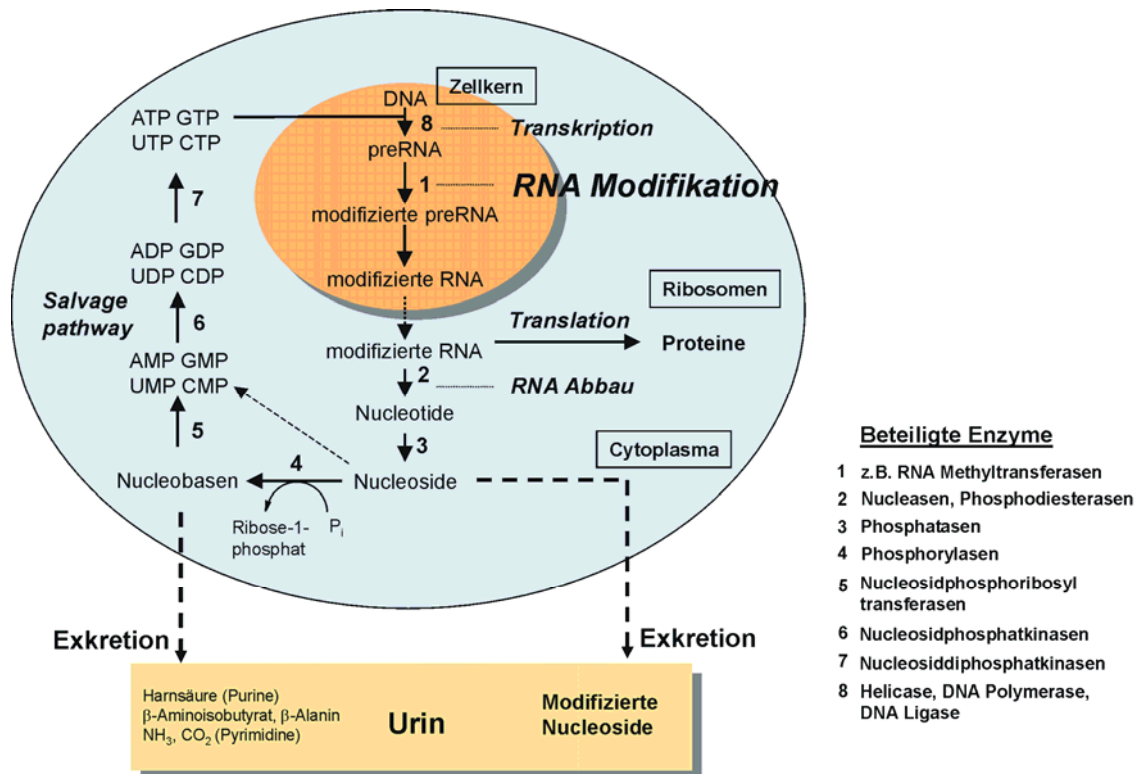 Zellkern
DNA
ATP GTP
UTP CTP
8
Transkription
preRNA
7
1
RNA Modifikation
modifizierte preRNA
ADP GDP
UDP CDP
modifizierte RNA
Ribosomen
Salvage
pathway
6
Translation
modifizierte RNA
Proteine
AMP GMP
UMP CMP
2
RNA Abbau
Nucleotide
5
3
Cytoplasma
4
Nucleobasen
Nucleoside
Ribose-1-
phosphat
Pi
Beteiligte Enzyme
1 z.B. RNA Methyltransferasen
2 Nucleasen, Phosphodiesterasen
3 Phosphatasen
4 Phosphorylasen
5 Nucleosidphosphoribosyl
transferasen
6 Nucleosidphosphatkinasen
7 Nucleosiddiphosphatkinasen
8 Helicase, DNA Polymerase,
DNA Ligase
Exkretion
Exkretion
Harnsäure (Purine)
β-Aminoisobutyrat, β-Alanin
NH3, CO2 (Pyrimidine)
Urin
Modifizierte
Nucleoside